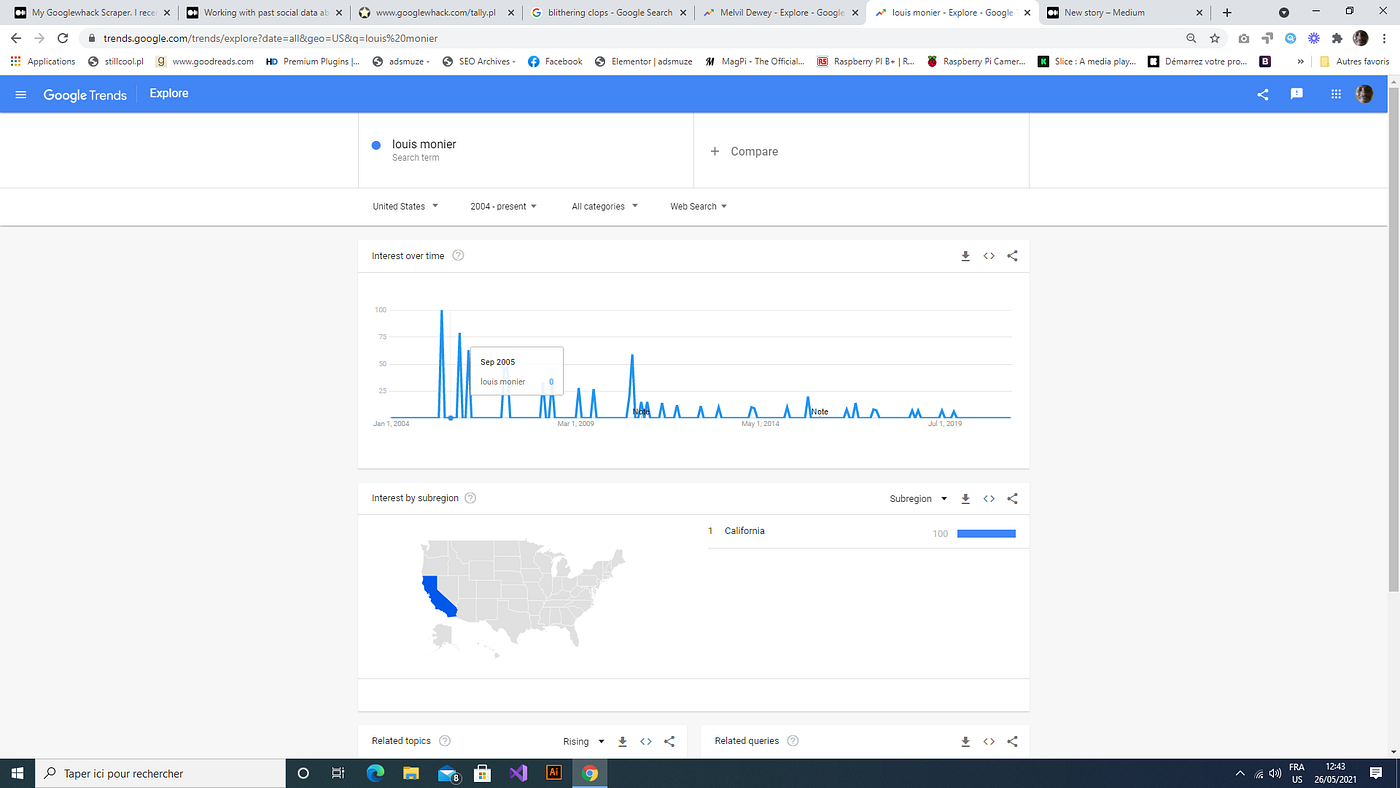 My Googlewhack Scraper. I rece
Working with past social data ab
www.googlewhack.com/tally.pl
blithering clops - Google Search
Melvil Dewey - Explore - Google
louis monier - Explore - Google
New story – Medium
trends.google.com/trends/explore?date=all&geo=US&q=louis%20monier
Applications
stillcool.pl
www.goodreads.com
Premium Plugins |...
adsmuze -
SEO Archives -
Facebook
Elementor | adsmuze
MagPi - The Official...
Raspberry PI B+ | R...
Raspberry Pi Camer...
Slice : A media play...
Démarrez votre pro...
Autres favoris
Google Trends
Explore
louis monier
Search term
+ Compare
United States
2004 - present
All categories
Web Search
Interest over time
100
75
50
25
Sep 2005
louis monier 0
Note
Note
Jan 1, 2004
Mar 1, 2009
May 1, 2014
Jul 1, 2019
Interest by subregion
Subregion
1 California 100
Related topics
Rising
Related queries
Taper ici pour rechercher
8
Ai
FRA
US
12:43
26/05/2021